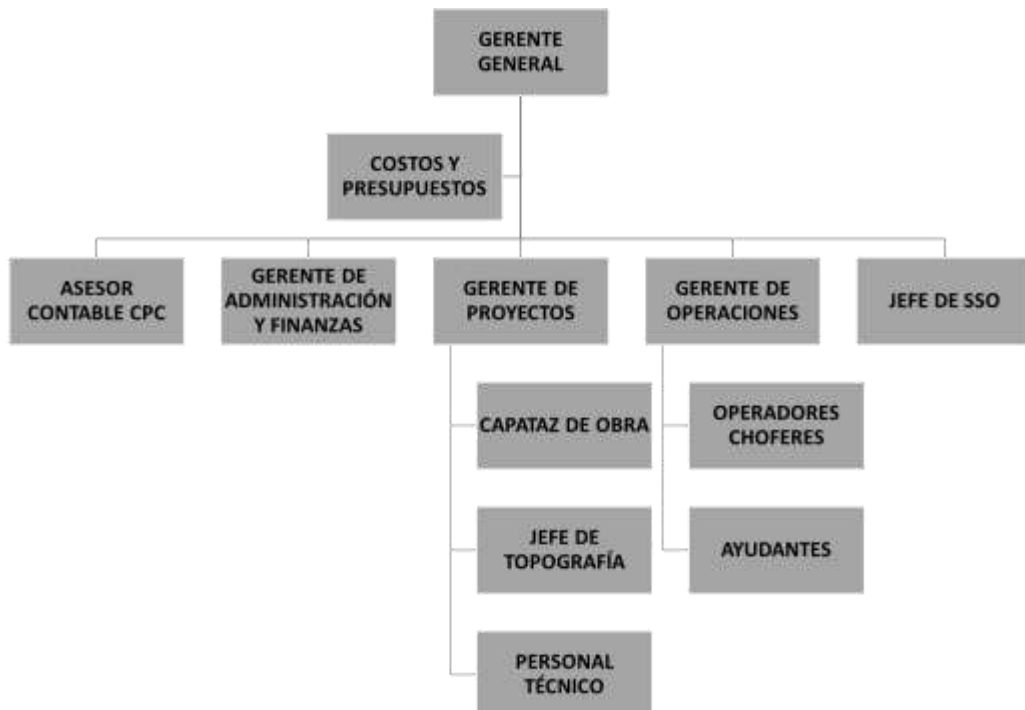 GERENTE
GENERAL
COSTOS Y
PRESUPUESTOS
ASESOR
CONTABLE CPC
GERENTE DE
ADMINISTRACIÓN
Y FINANZAS
GERENTE DE
PROYECTOS
GERENTE DE
OPERACIONES
JEFE DE SSO
CAPATAZ DE OBRA
OPERADORES
CHOFERES
JEFE DE
TOPOGRAFÍA
AYUDANTES
PERSONAL
TÉCNICO